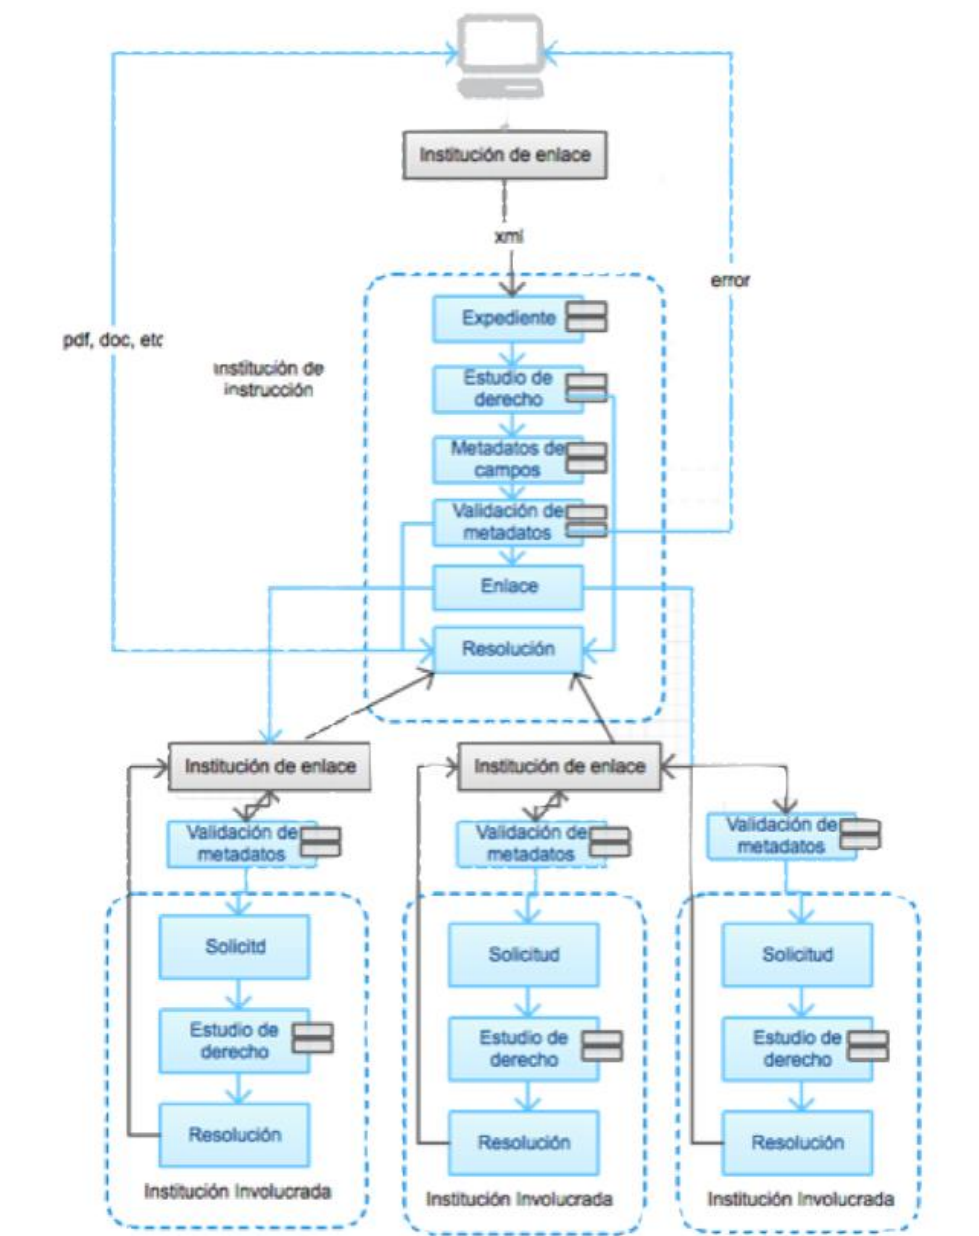 Institución de enlace
xml
error
pdf, doc, etc
Institución de
instrucción
Expediente
Estudio de
derecho
Metadatos de
campos
Validación de
metadatos
Enlace
Resolución
Institución de enlace
Institución de enlace
Validación de
metadatos
Validación de
metadatos
Validación de
metadatos
Solicitd
Solicitud
Solicitud
Estudio de
derecho
Estudio de
derecho
Estudio de
derecho
Resolución
Resolución
Resolución
Institución Involucrada
Institución Involucrada
Institución Involucrada